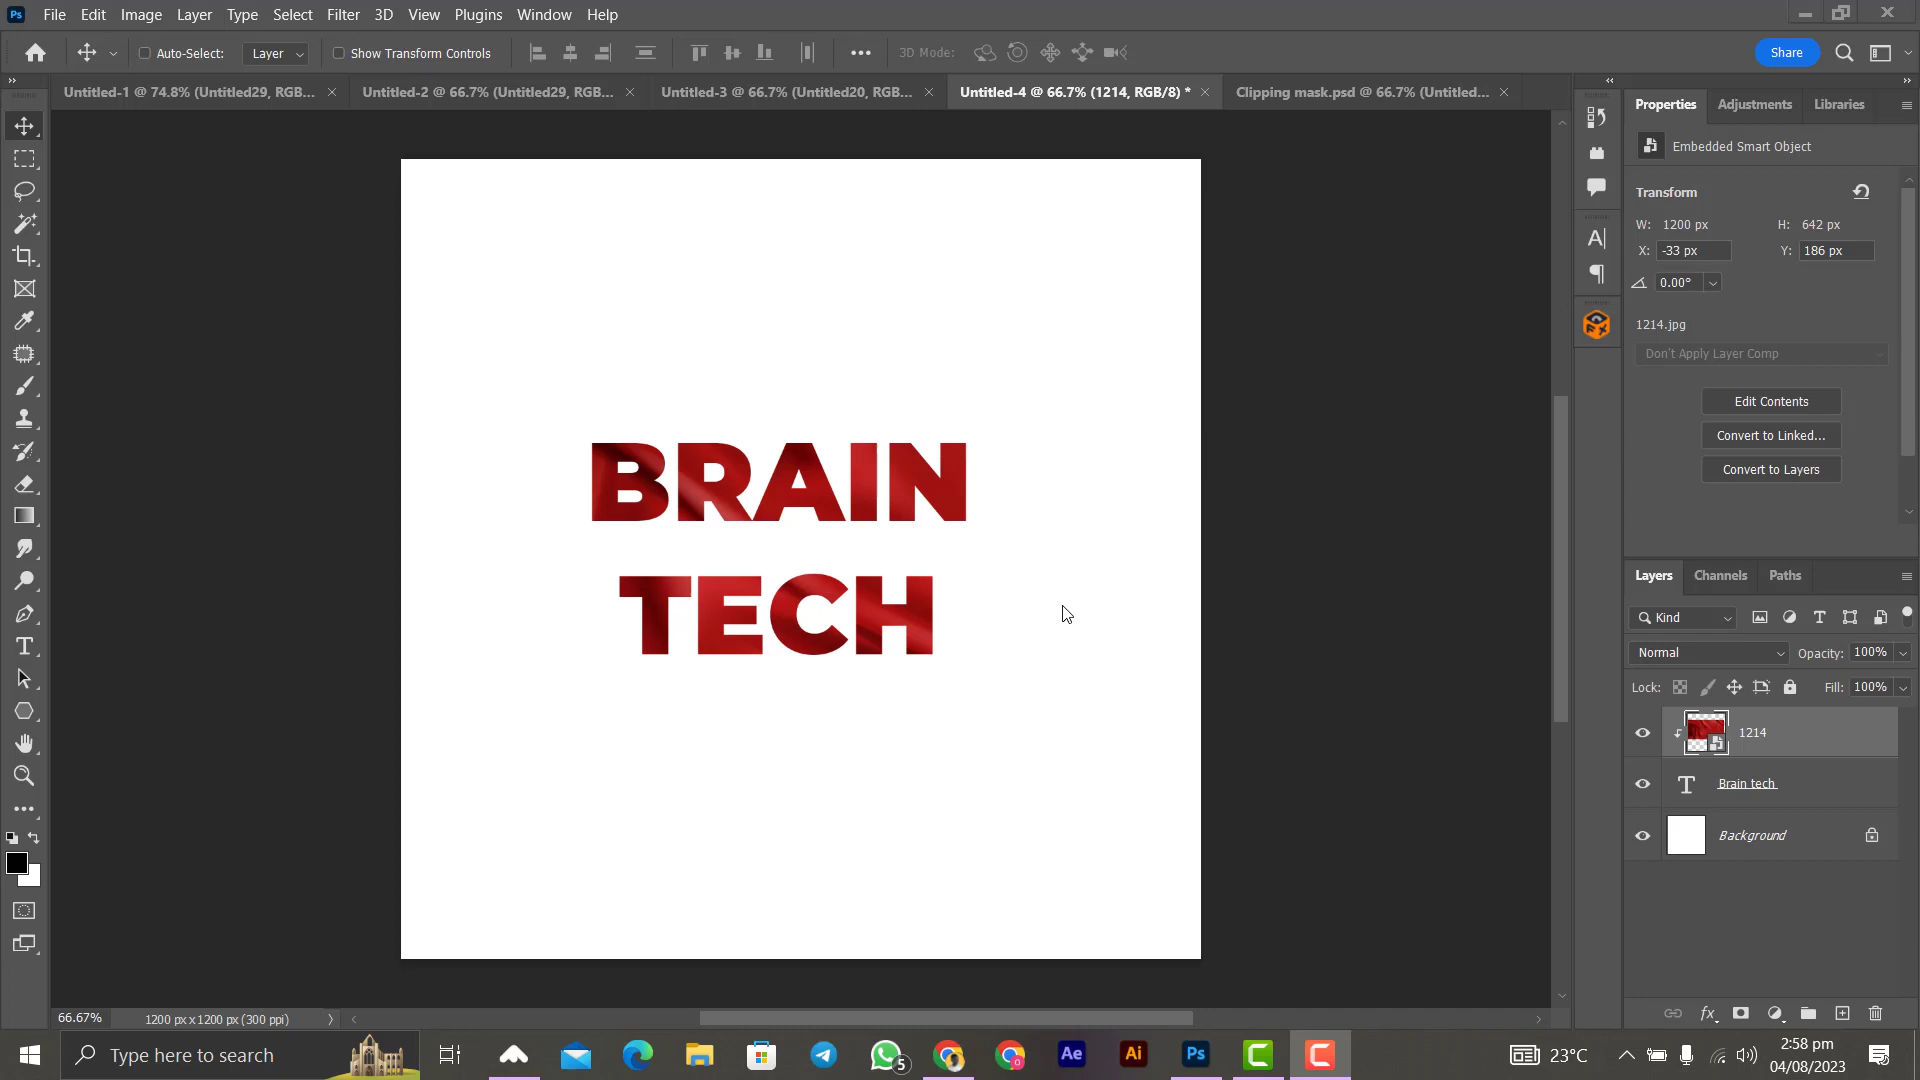 Ps File Edit Image Layer Type Select Filter 3D View Plugins Window Help
Auto-Select: Layer Show Transform Controls 3D Mode: Share
Untitled-1 @ 74.8% (Untitled29, RGB... Untitled-2 @ 66.7% (Untitled29, RGB... Untitled-3 @ 66.7% (Untitled20, RGB... Untitled-4 @ 66.7% (1214, RGB/8) * Clipping mask.psd @ 66.7% (Untitled...
Properties Adjustments Libraries
Embedded Smart Object
Transform
W: 1200 px H: 642 px
X: -33 px Y: 186 px
0.00°
1214.jpg
Don't Apply Layer Comp
Edit Contents
Convert to Linked...
Convert to Layers
BRAIN
TECH
Layers Channels Paths
Kind
Normal Opacity: 100%
Lock: Fill: 100%
1214
Brain tech
Background
66.67% 1200 px x 1200 px (300 ppi)
Type here to search 5 Ae Ai Ps 23°C 2:58 pm
04/08/2023